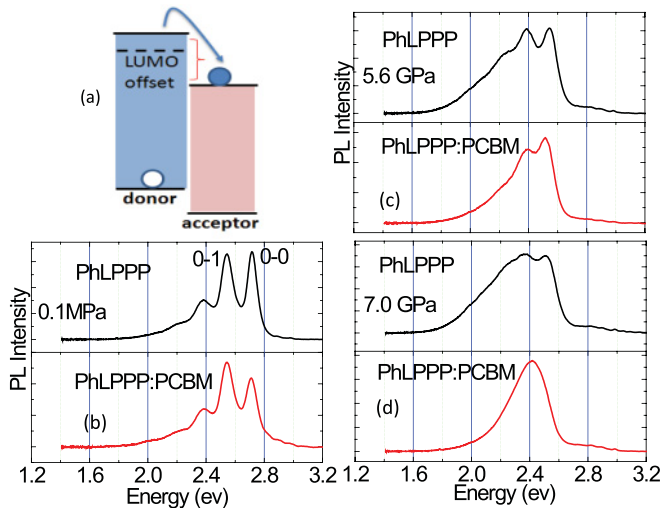 (a)
LUMO
offset
donor
acceptor
PL Intensity
PhLPPP
0.1MPa
0-1
0-0
PhLPPP:PCBM
(b)
1.2 1.6 2.0 2.4 2.8 3.2
Energy (ev)
PL Intensity
PhLPPP
5.6 GPa
PhLPPP:PCBM
(c)
PL Intensity
PhLPPP
7.0 GPa
PhLPPP:PCBM
(d)
1.2 1.6 2.0 2.4 2.8 3.2
Energy (ev)